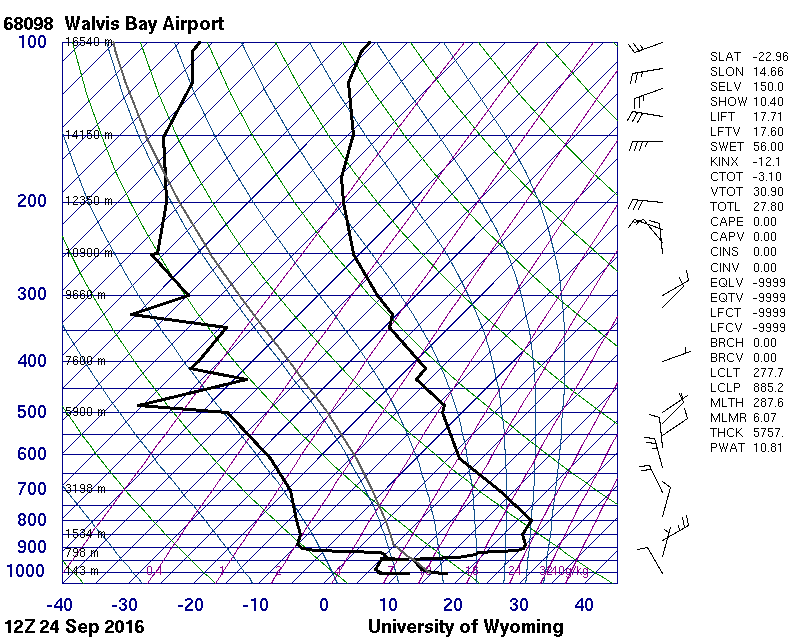 68098 Walvis Bay Airport
100
16540 m
14150 m
200
12350 m
10900 m
300
9660 m
400
7600 m
500
5900 m
600
700
3198 m
800
1534 m
900
798 m
1000
143 m
0.4
1
2
4
7
10
16
24
32
40g/kg
-40
-30
-20
-10
0
10
20
30
40
12Z 24 Sep 2016
University of Wyoming
SLAT -22.96
SLON 14.66
SELV 150.0
SHOW 10.40
LIFT 17.71
LFTV 17.60
SWET 56.00
KINX -12.1
CTOT -3.10
VTOT 30.90
TOTL 27.80
CAPE 0.00
CAPV 0.00
CINS 0.00
CINV 0.00
EQLV -9999
EQTV -9999
LFCT -9999
LFCV -9999
BRCH 0.00
BRCV 0.00
LCLT 277.7
LCLP 885.2
MLTH 287.6
MLMR 6.07
THCK 5757.
PWAT 10.81